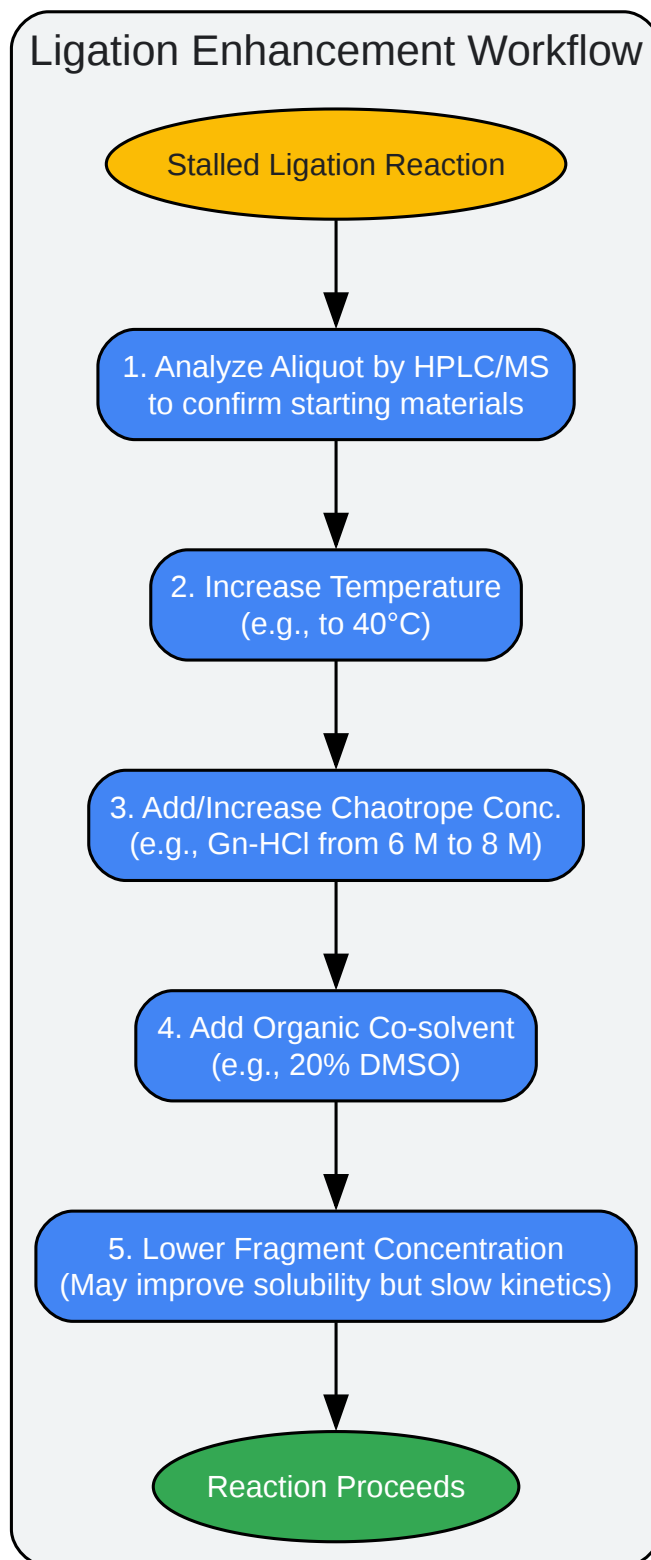 Ligation Enhancement Workflow
Stalled Ligation Reaction
1. Analyze Aliquot by HPLC/MS
to confirm starting materials
2. Increase Temperature
(e.g., to 40°C)
3. Add/Increase Chaotrope Conc.
(e.g., Gn-HCl from 6 M to 8 M)
4. Add Organic Co-solvent
(e.g., 20% DMSO)
5. Lower Fragment Concentration
(May improve solubility but slow kinetics)
Reaction Proceeds